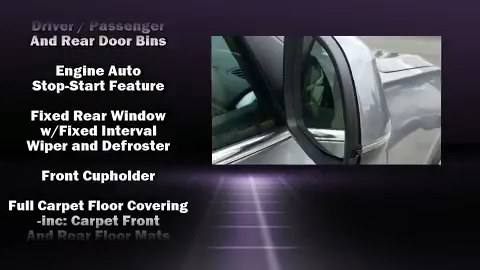 Driver / Passenger
And Rear Door Bins
Engine Auto
Stop-Start Feature
Fixed Rear Window
w/Fixed Interval
Wiper and Defroster
Front Cupholder
Full Carpet Floor Covering
-inc: Carpet Front
And Rear Floor Mats